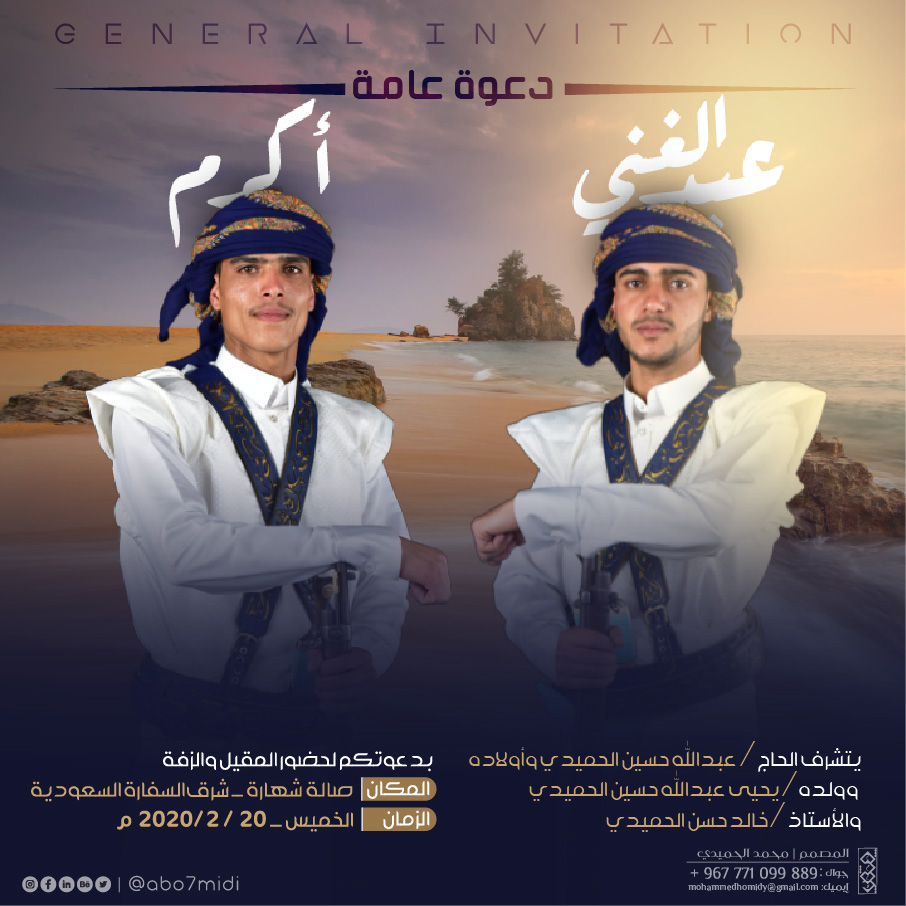 GENERAL INVITATION
دعوة عامة
عبدالغني
أكرم
يتشرف الحاج / عبدالله حسين الحميدي وأولاده
وولده / يحيى عبدالله حسين الحميدي
والأستاذ / خالد حسن الحميدي
بدعوتكم لحضور المقيل والزفة
المكان | صالة شهارة _ شرق السفارة السعودية
الزمان | الخميس _ 20 / 2 / 2020 م
المصمم | محمد الحميدي
جوال: 889 099 771 967 +
إيميك: mohammedhomidy@gmail.com
@abo7midi